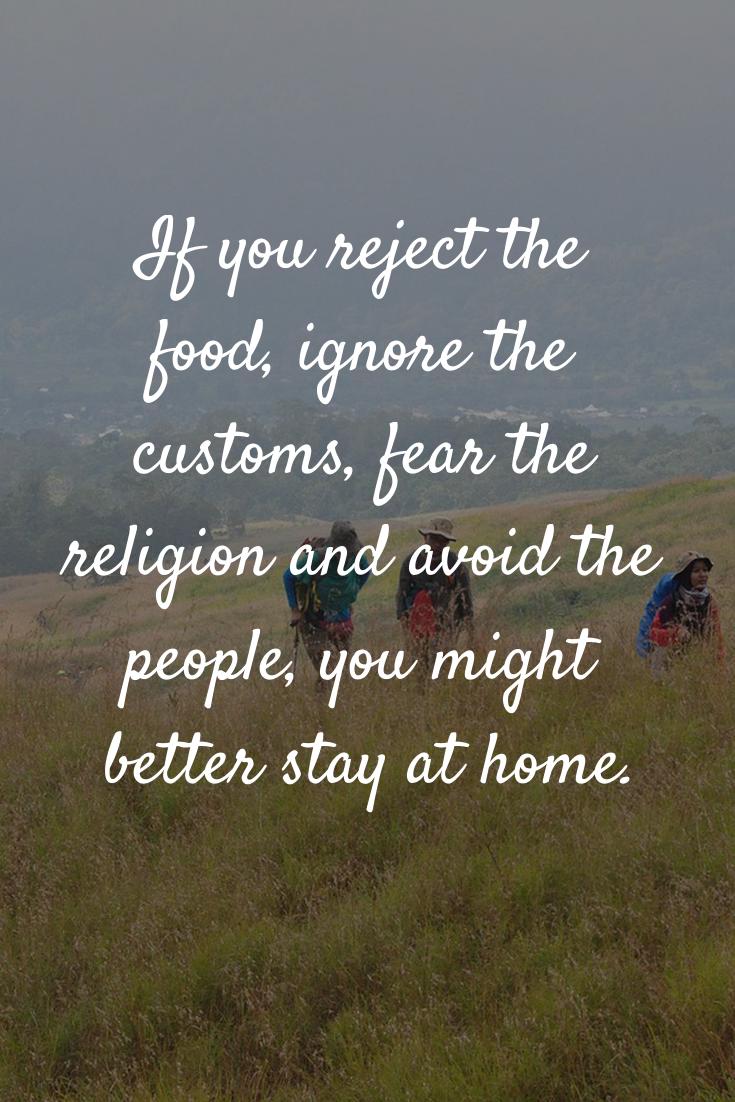 If you reject the
food, ignore the
customs, fear the
religion and avoid the
people, you might
better stay at home.